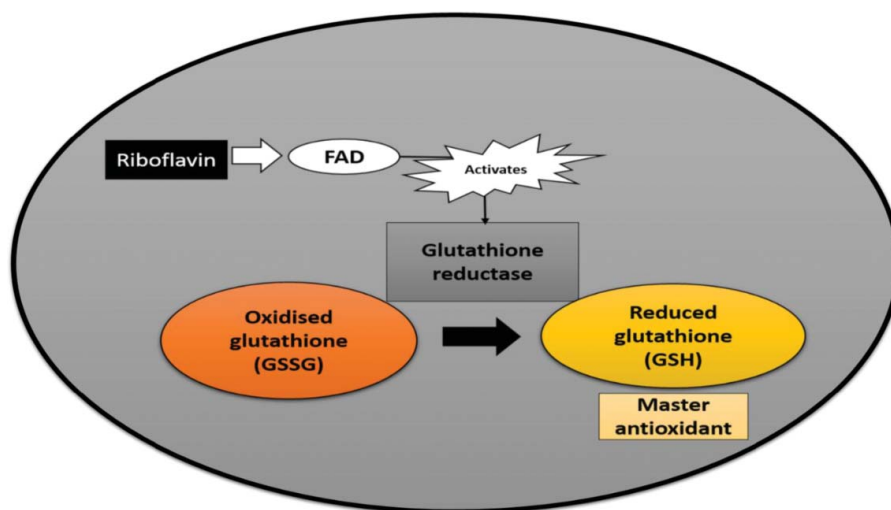 Riboflavin
FAD
Activates
Glutathione
reductase
Oxidised
glutathione
(GSSG)
Reduced
glutathione
(GSH)
Master
antioxidant